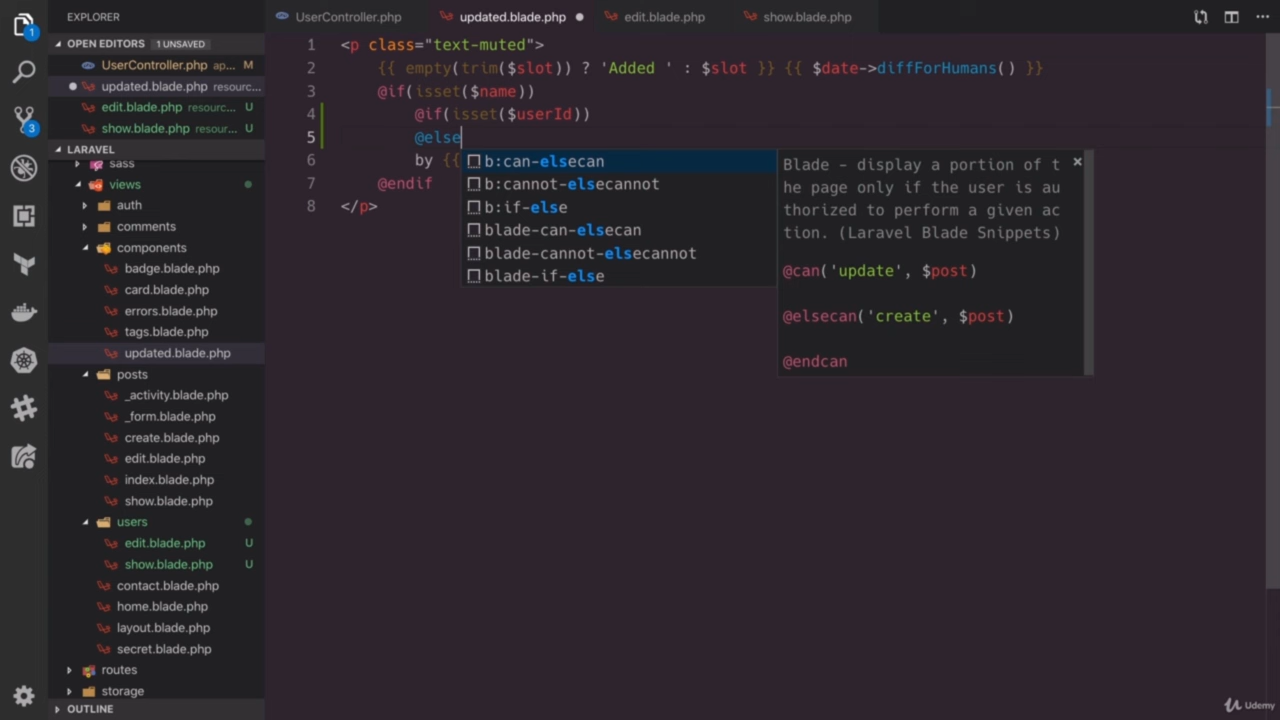 EXPLORER
UserController.php
updated.blade.php
edit.blade.php
show.blade.php
OPEN EDITORS 1 UNSAVED
UserController.php ap... M
updated.blade.php resourc...
edit.blade.php resource... U
show.blade.php resour... U
LARAVEL
sass
views
auth
comments
components
badge.blade.php
card.blade.php
errors.blade.php
tags.blade.php
updated.blade.php
posts
_activity.blade.php
_form.blade.php
create.blade.php
edit.blade.php
index.blade.php
show.blade.php
users
edit.blade.php U
show.blade.php U
contact.blade.php
home.blade.php
layout.blade.php
secret.blade.php
routes
storage
OUTLINE
1
3
1 <p class="text-muted">
2 {{ empty(trim($slot)) ? 'Added ' : $slot }} {{ $date->diffForHumans() }}
3 @if(isset($name))
4 @if(isset($userId))
5 @else
6 by {{
7 @endif
8 </p>
b:can-elsecan
b:cannot-elsecannot
b:if-else
blade-can-elsecan
blade-cannot-elsecannot
blade-if-else
Blade - display a portion of t
he page only if the user is au
thorized to perform a given ac
tion. (Laravel Blade Snippets)
@can('update', $post)
@elsecan('create', $post)
@endcan
Udemy